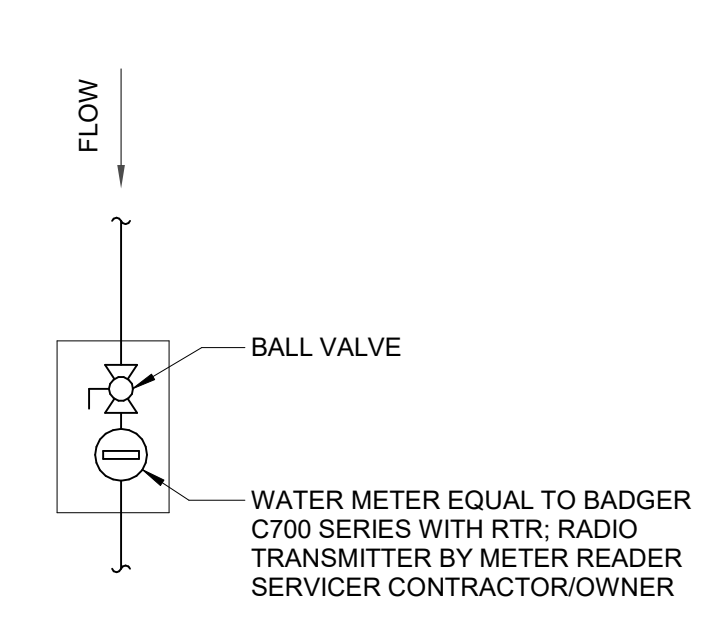 FLOW
BALL VALVE
WATER METER EQUAL TO BADGER
C700 SERIES WITH RTR; RADIO
TRANSMITTER BY METER READER
SERVICER CONTRACTOR/OWNER